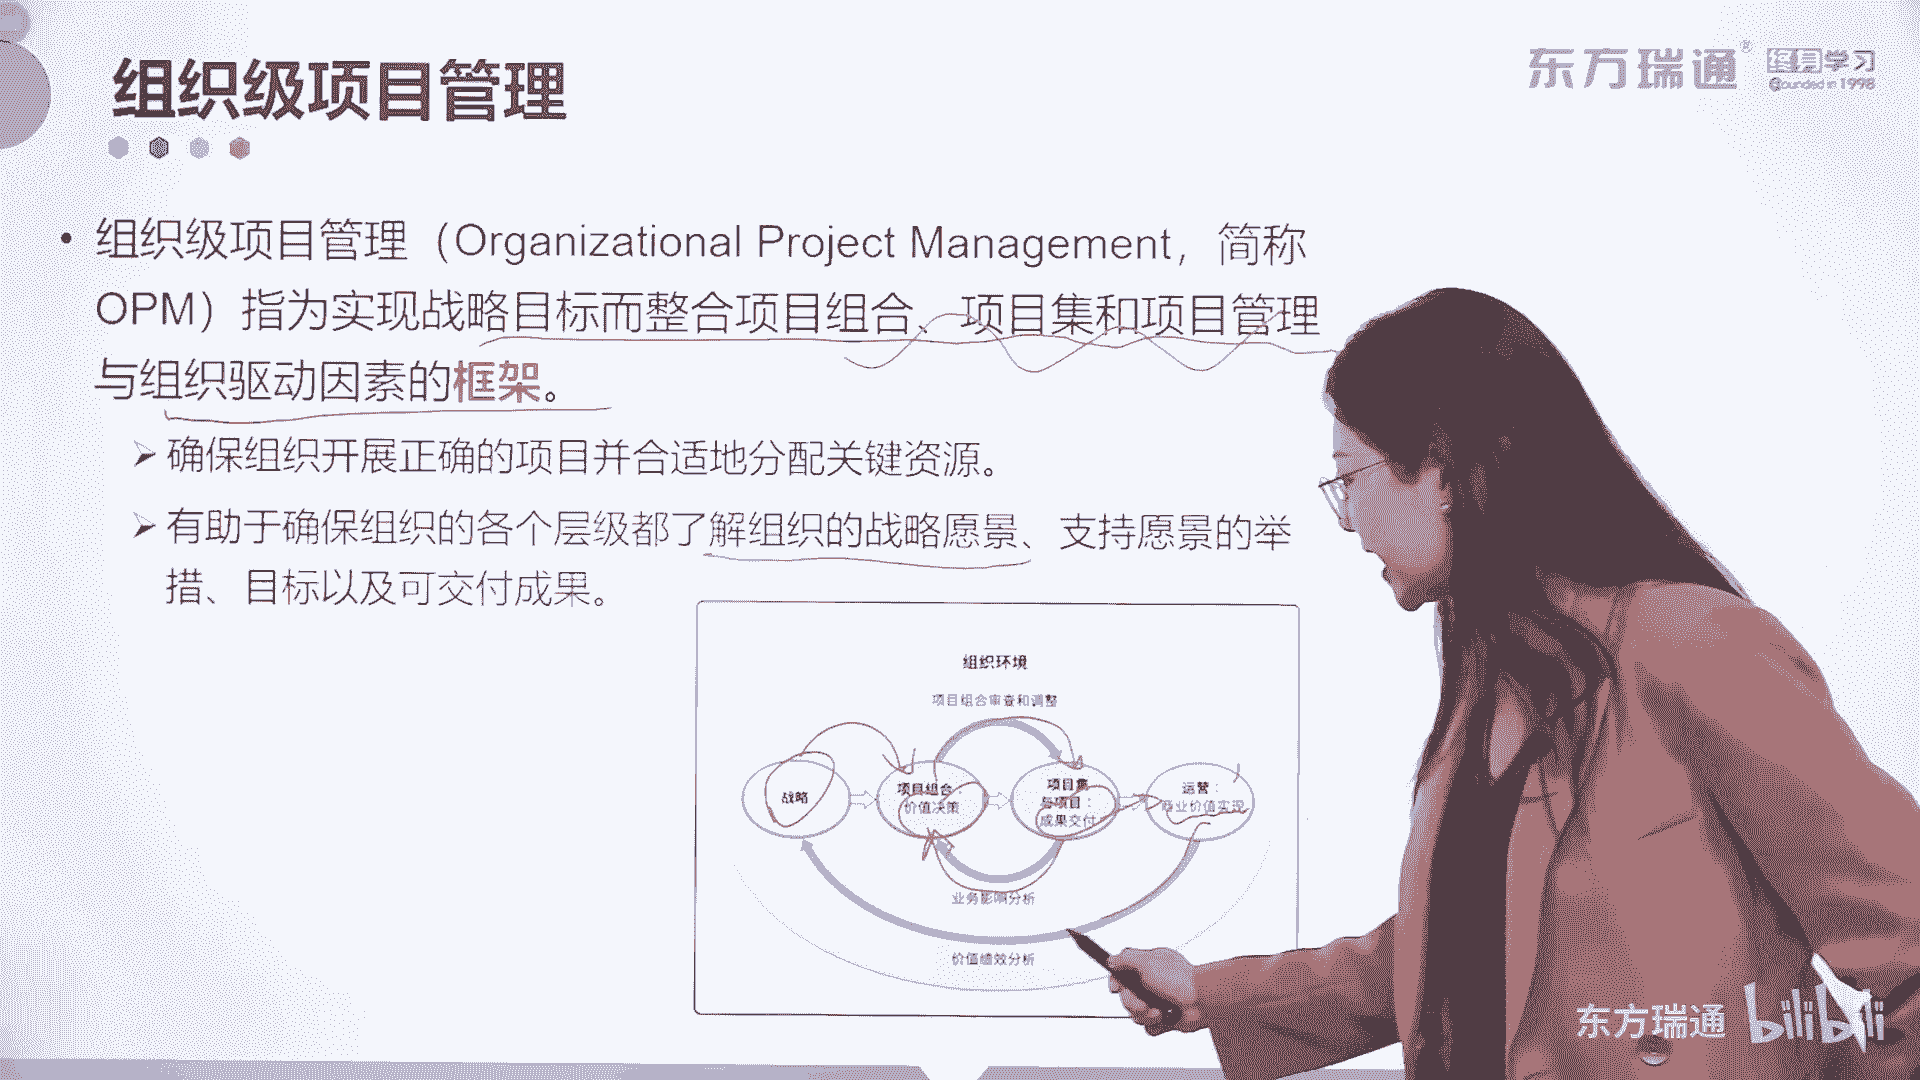 组织级项目管理
东方瑞通®
终身学习
Founded in 1998
• 组织级项目管理（Organizational Project Management，简称
OPM）指为实现战略目标而整合项目组合、项目集和项目管理
与组织驱动因素的框架。
➢ 确保组织开展正确的项目并合适地分配关键资源。
➢ 有助于确保组织的各个层级都了解组织的战略愿景、支持愿景的举
措、目标以及可交付成果。
组织环境
项目组合审查和调整
战略
项目组合：
价值决策
项目集
与项目：
成果交付
运营：
商业价值实现
业务影响分析
价值绩效分析
东方瑞通
bilibili